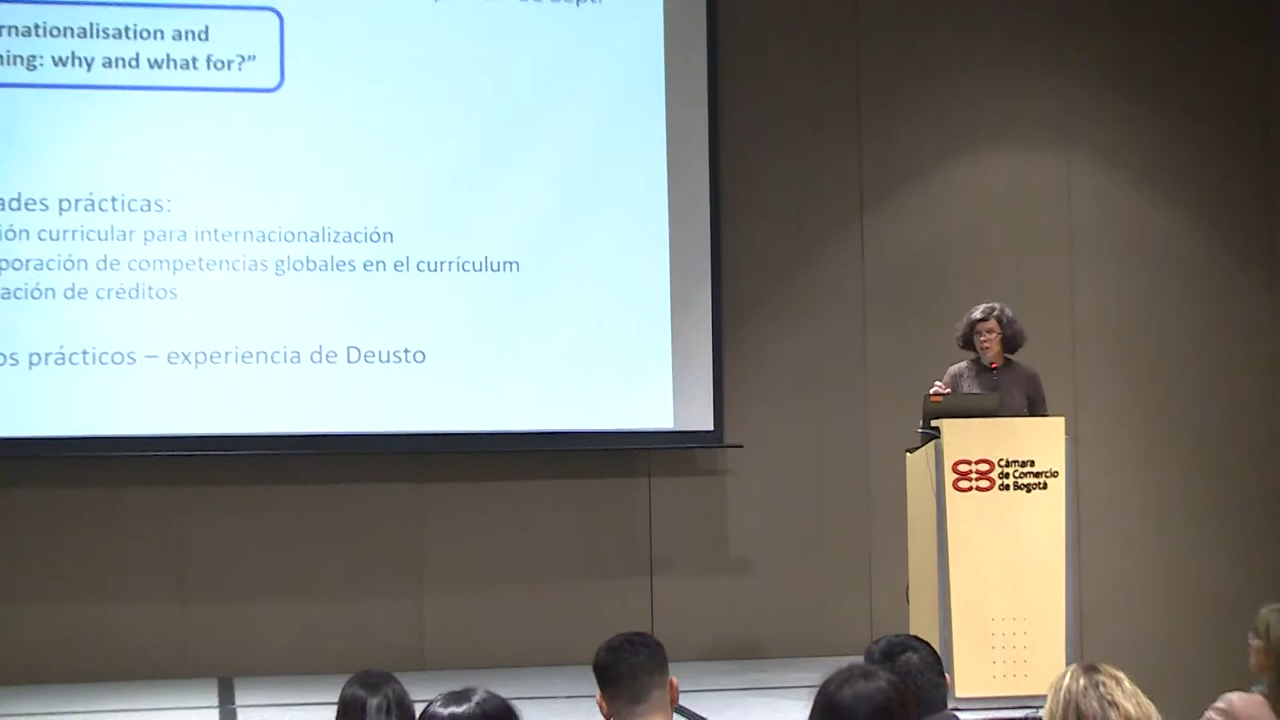 Sept.
rnationalisation and
ning: why and what for?”
ades prácticas:
ión curricular para internacionalización
poración de competencias globales en el currículum
ación de créditos
os prácticos – experiencia de Deusto
Cámara
de Comercio
de Bogotá